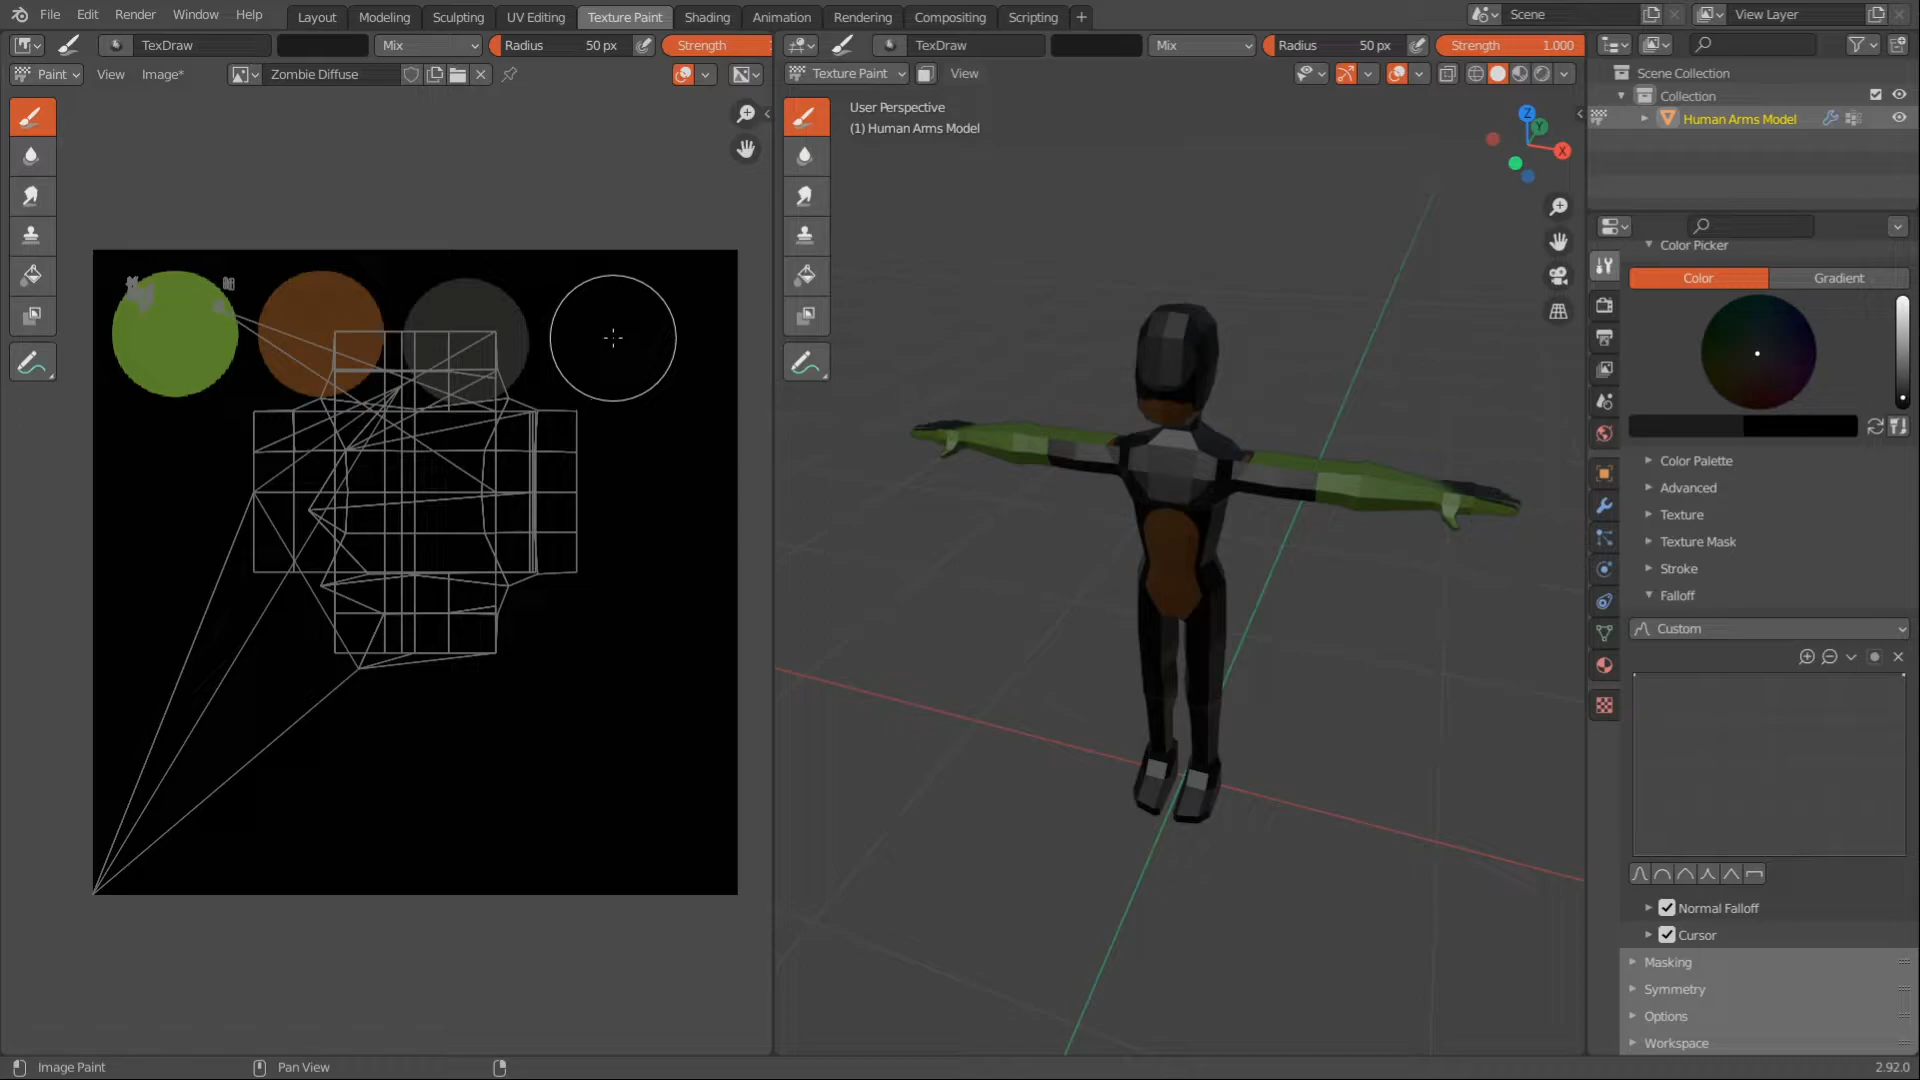 File Edit Render Window Help Layout Modeling Sculpting UV Editing Texture Paint Shading Animation Rendering Compositing Scripting + Scene View Layer
TexDraw Mix Radius 50 px Strength TexDraw Mix Radius 50 px Strength 1.000
Paint View Image* Zombie Diffuse Texture Paint View
Scene Collection
Collection
Human Arms Model
User Perspective
(1) Human Arms Model
Z
Y
X
Color Picker
Color Gradient
Color Palette
Advanced
Texture
Texture Mask
Stroke
Falloff
Custom
Normal Falloff
Cursor
Masking
Symmetry
Options
Workspace
Image Paint Pan View 2.92.0